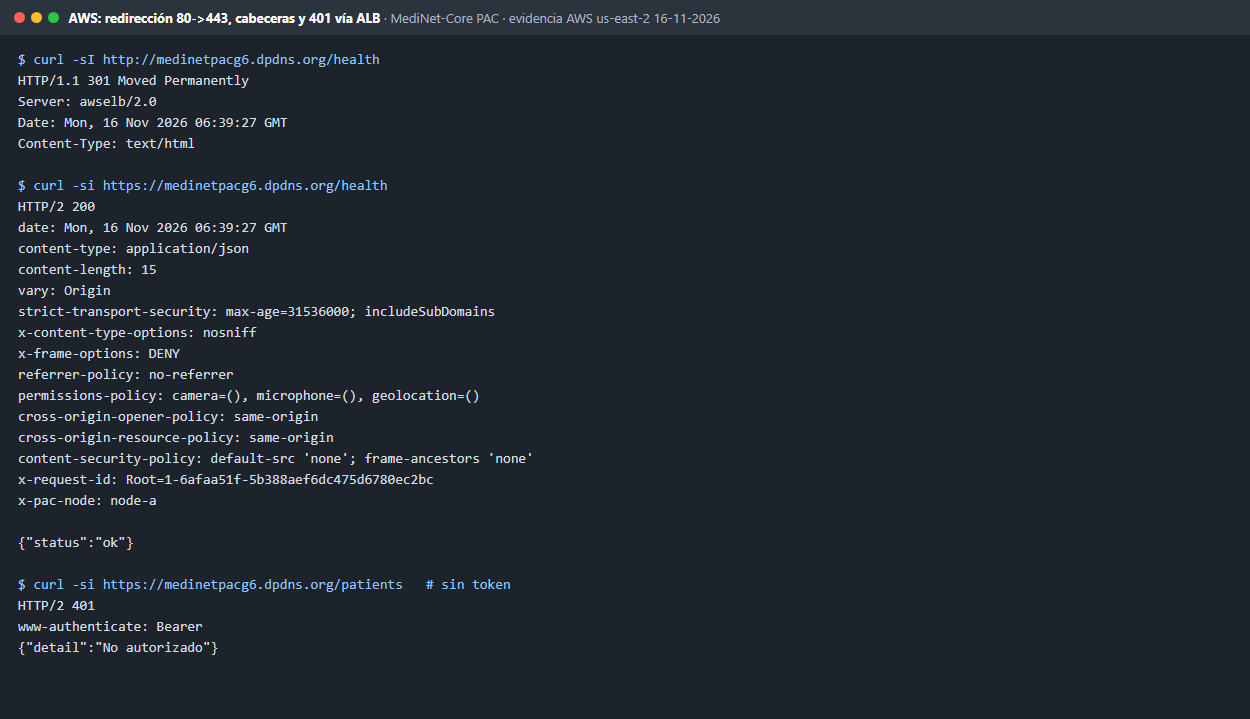 AWS: redirección 80->443, cabeceras y 401 vía ALB · MediNet-Core PAC · evidencia AWS us-east-2 16-11-2026
$ curl -sI http://medinetpacg6.dpdns.org/health
HTTP/1.1 301 Moved Permanently
Server: awselb/2.0
Date: Mon, 16 Nov 2026 06:39:27 GMT
Content-Type: text/html
$ curl -si https://medinetpacg6.dpdns.org/health
HTTP/2 200
date: Mon, 16 Nov 2026 06:39:27 GMT
content-type: application/json
content-length: 15
vary: Origin
strict-transport-security: max-age=31536000; includeSubDomains
x-content-type-options: nosniff
x-frame-options: DENY
referrer-policy: no-referrer
permissions-policy: camera=(), microphone=(), geolocation=()
cross-origin-opener-policy: same-origin
cross-origin-resource-policy: same-origin
content-security-policy: default-src 'none'; frame-ancestors 'none'
x-request-id: Root=1-6afaa51f-5b388aef6dc475d6780ec2bc
x-pac-node: node-a
{"status":"ok"}
$ curl -si https://medinetpacg6.dpdns.org/patients   # sin token
HTTP/2 401
www-authenticate: Bearer
{"detail":"No autorizado"}